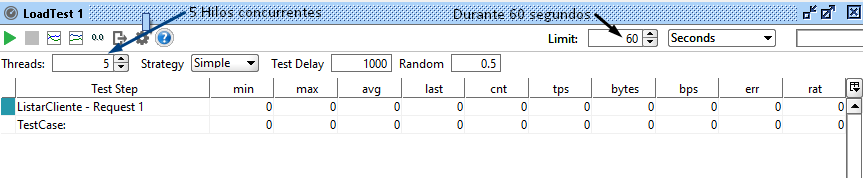 LoadTest 1
5 Hilos concurrentes
Durante 60 segundos
0.0
?
Limit: 60 Seconds
Threads: 5 Strategy Simple Test Delay 1000 Random 0.5
Test Step min max avg last cnt tps bytes bps err rat
ListarCliente - Request 1 0 0 0 0 0 0 0 0 0 0
TestCase: 0 0 0 0 0 0 0 0 0 0